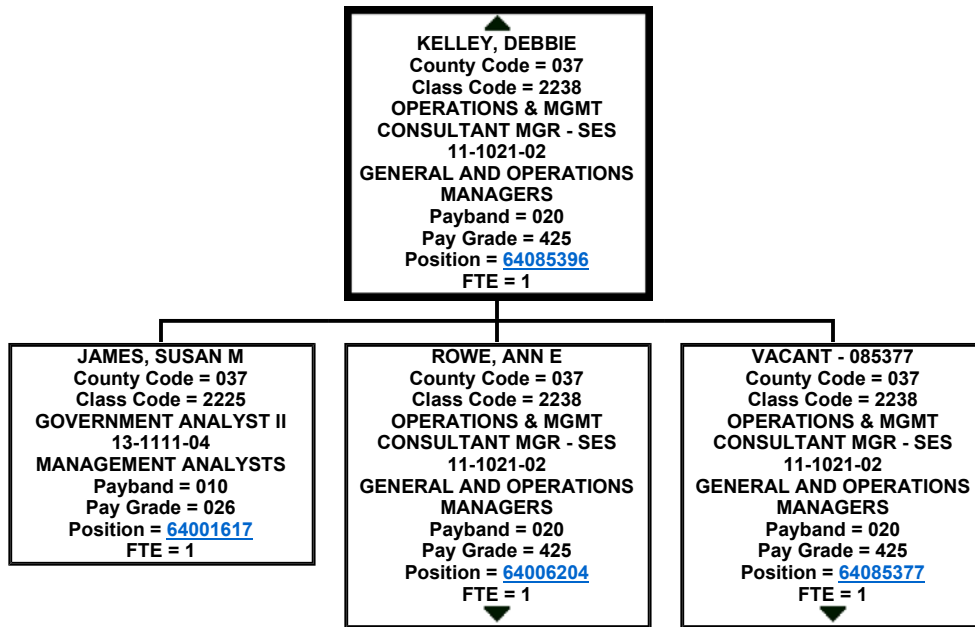 KELLEY, DEBBIE
County Code = 037
Class Code = 2238
OPERATIONS & MGMT
CONSULTANT MGR - SES
11-1021-02
GENERAL AND OPERATIONS
MANAGERS
Payband = 020
Pay Grade = 425
Position = 64085396
FTE = 1
JAMES, SUSAN M
County Code = 037
Class Code = 2225
GOVERNMENT ANALYST II
13-1111-04
MANAGEMENT ANALYSTS
Payband = 010
Pay Grade = 026
Position = 64001617
FTE = 1
ROWE, ANN E
County Code = 037
Class Code = 2238
OPERATIONS & MGMT
CONSULTANT MGR - SES
11-1021-02
GENERAL AND OPERATIONS
MANAGERS
Payband = 020
Pay Grade = 425
Position = 64006204
FTE = 1
VACANT - 085377
County Code = 037
Class Code = 2238
OPERATIONS & MGMT
CONSULTANT MGR - SES
11-1021-02
GENERAL AND OPERATIONS
MANAGERS
Payband = 020
Pay Grade = 425
Position = 64085377
FTE = 1